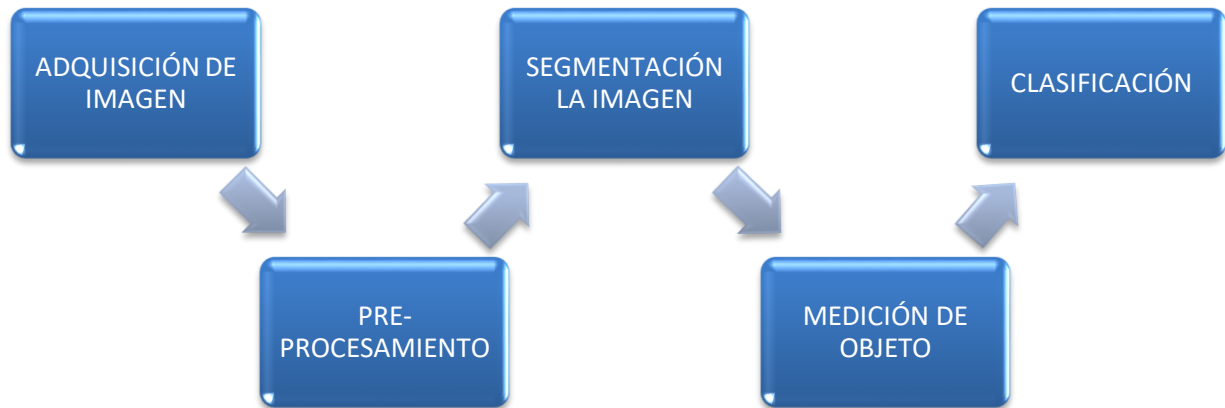 ADQUISICIÓN DE
IMAGEN
PRE-
PROCESAMIENTO
SEGMENTACIÓN
LA IMAGEN
MEDICIÓN DE
OBJETO
CLASIFICACIÓN